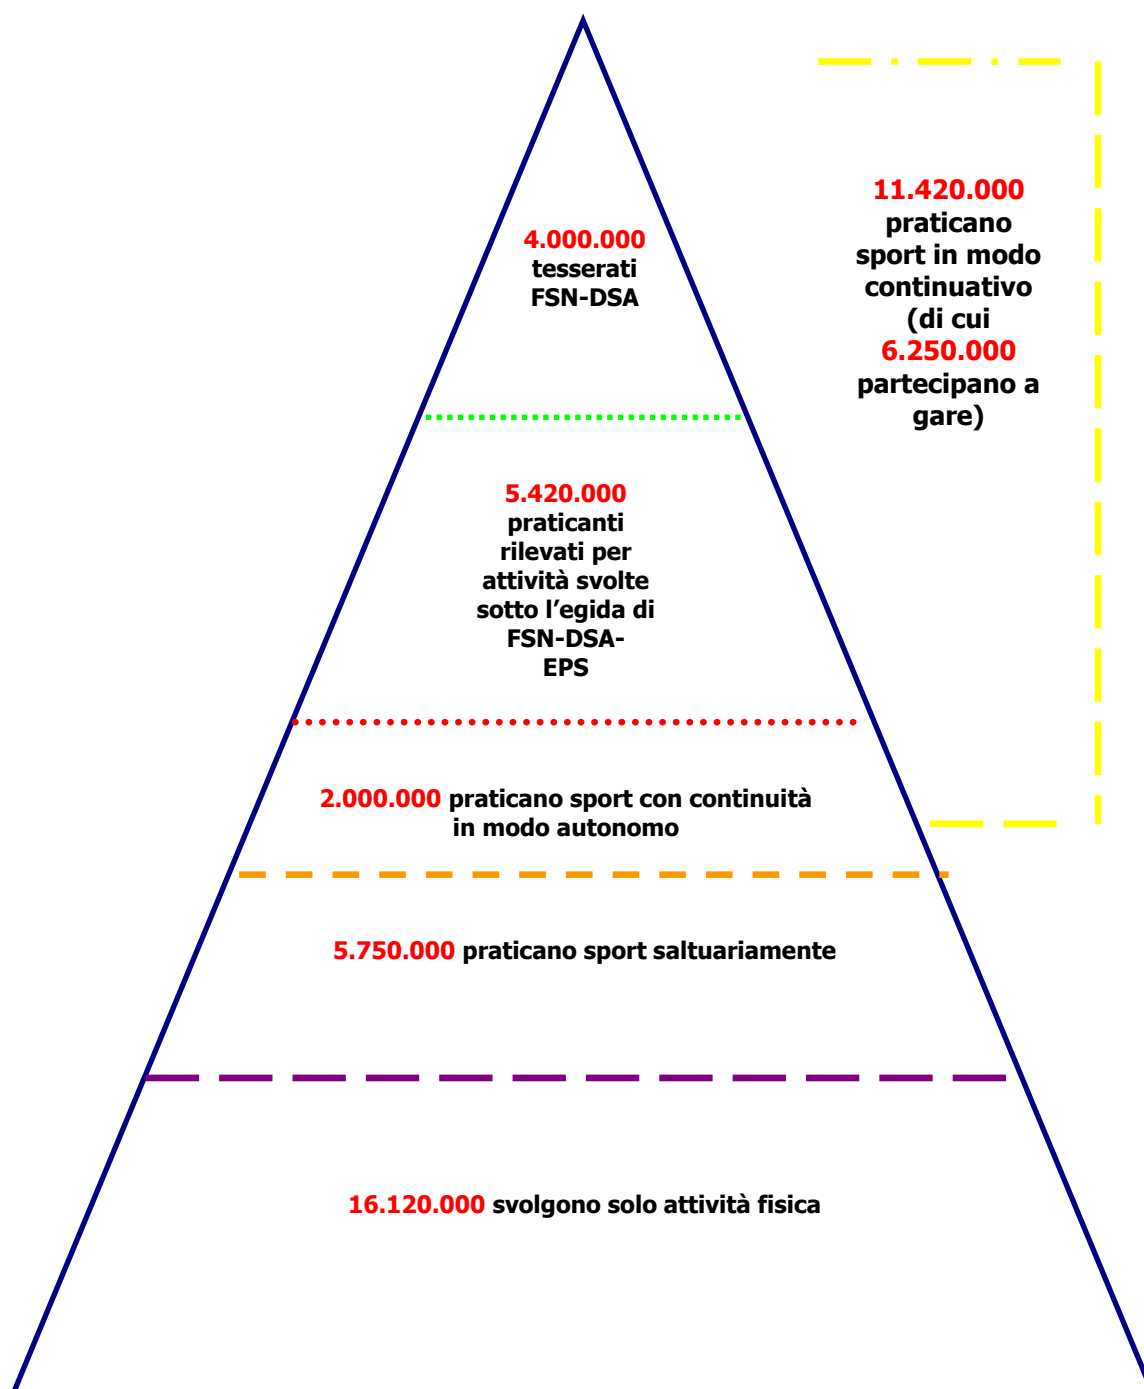 4.000.000
tesserati
FSN-DSA
11.420.000
praticano
sport in modo
continuativo
(di cui
6.250.000
partecipano a
gare)
5.420.000
praticanti
rilevati per
attività svolte
sotto l’egida di
FSN-DSA-
EPS
2.000.000 praticano sport con continuità
in modo autonomo
5.750.000 praticano sport saltuariamente
16.120.000 svolgono solo attività fisica